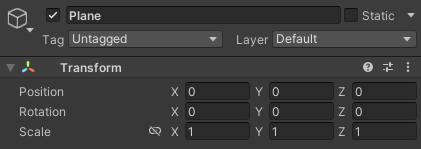 Plane Static
Tag Untagged Layer Default
Transform
Position X 0 Y 0 Z 0
Rotation X 0 Y 0 Z 0
Scale X 1 Y 1 Z 1